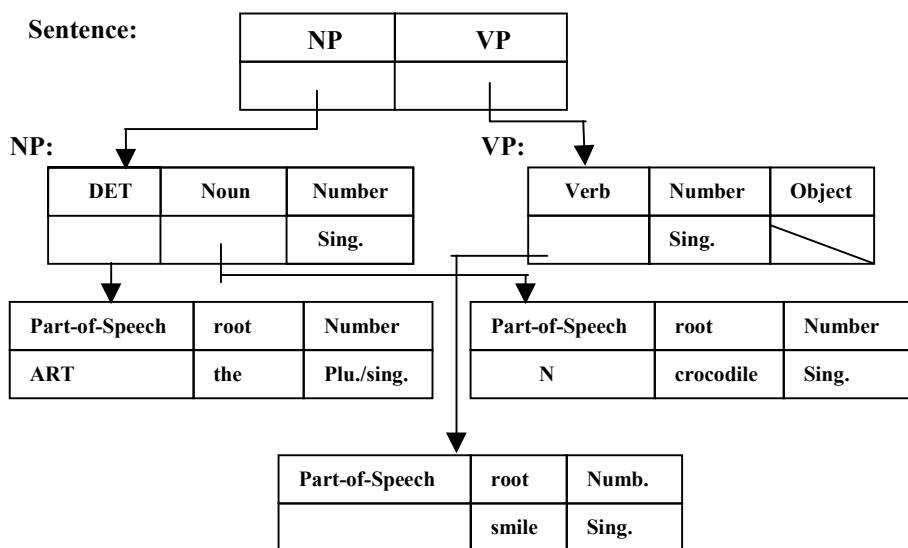 Sentence:
NP VP
NP: VP:
DET Noun Number
Sing.
Verb Number Object
Sing.
Part-of-Speech root Number
ART the Plu./sing.
Part-of-Speech root Number
N crocodile Sing.
Part-of-Speech root Numb.
smile Sing.